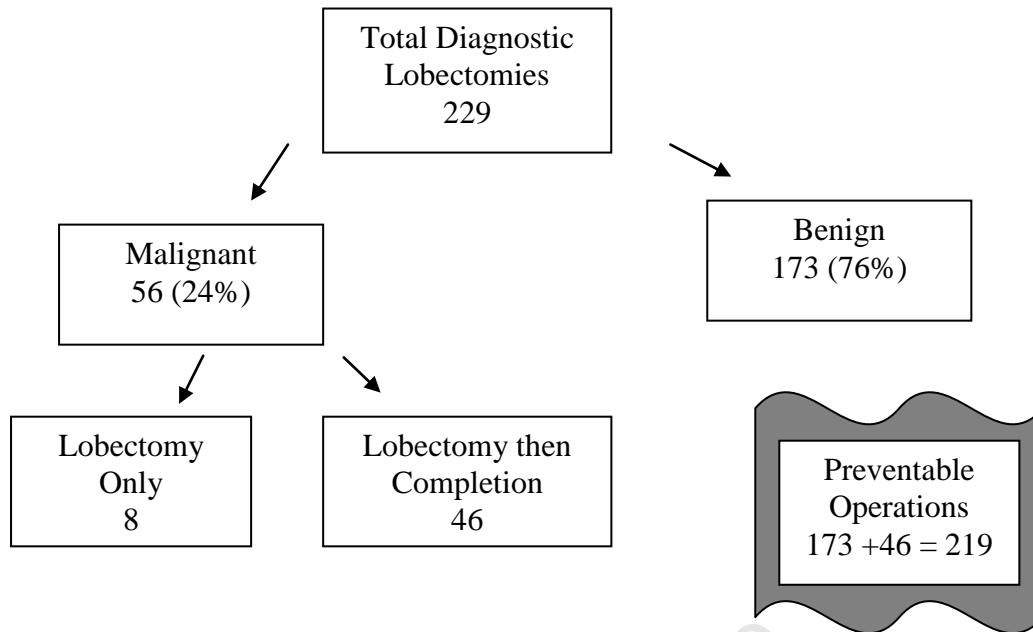 Total Diagnostic
Lobectomies
229
Malignant
56 (24%)
Benign
173 (76%)
Lobectomy
Only
8
Lobectomy then
Completion
46
Preventable
Operations
173 +46 = 219